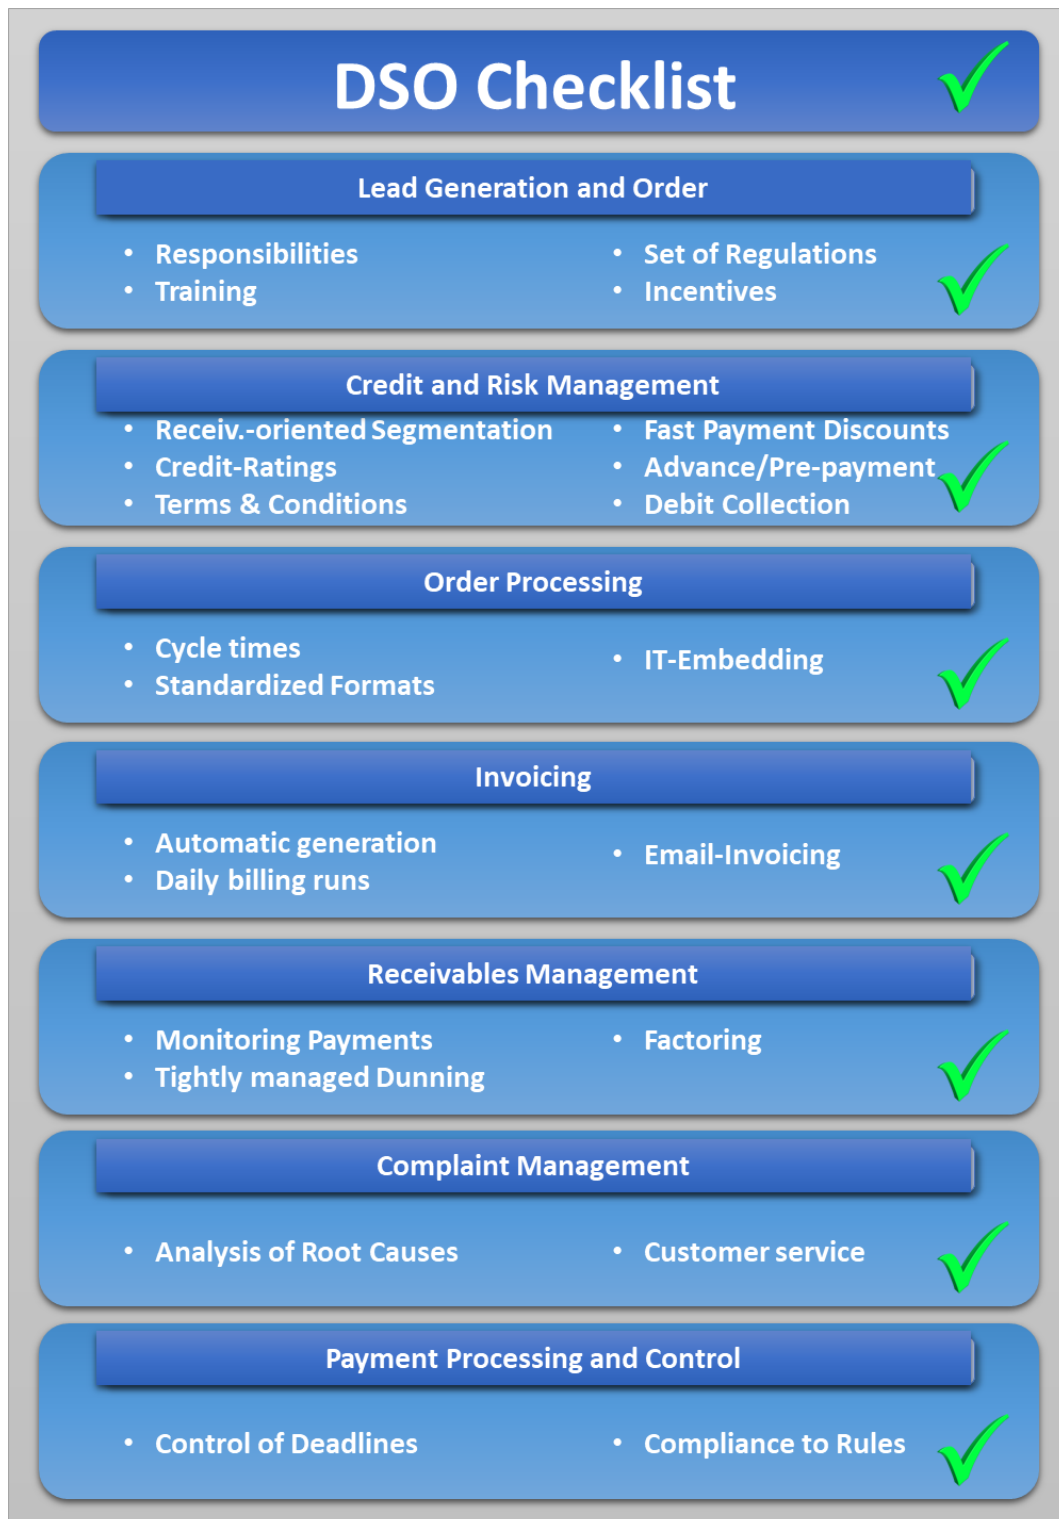 DSO Checklist
Lead Generation and Order
• Responsibilities
• Training
• Set of Regulations
• Incentives
Credit and Risk Management
• Receiv.-oriented Segmentation
• Credit-Ratings
• Terms & Conditions
• Fast Payment Discounts
• Advance/Pre-payment
• Debit Collection
Order Processing
• Cycle times
• Standardized Formats
• IT-Embedding
Invoicing
• Automatic generation
• Daily billing runs
• Email-Invoicing
Receivables Management
• Monitoring Payments
• Tightly managed Dunning
• Factoring
Complaint Management
• Analysis of Root Causes
• Customer service
Payment Processing and Control
• Control of Deadlines
• Compliance to Rules